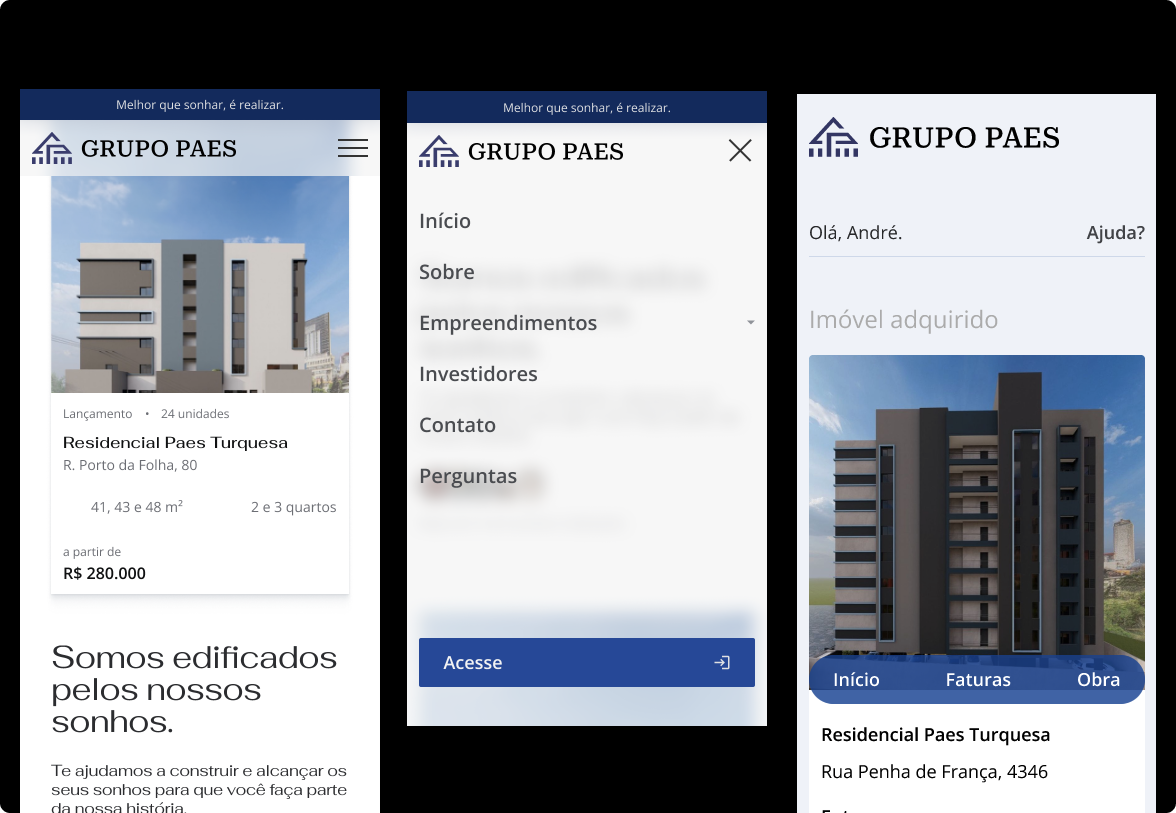 Melhor que sonhar, é realizar.
GRUPO PAES
Lançamento • 24 unidades
Residencial Paes Turquesa
R. Porto da Folha, 80
41, 43 e 48 m² 2 e 3 quartos
a partir de
R$ 280.000
Somos edificados
pelos nossos
sonhos.
Te ajudamos a construir e alcançar os
seus sonhos para que você faça parte
da nossa história.
Melhor que sonhar, é realizar.
GRUPO PAES
Início
Sobre
Empreendimentos
Investidores
Contato
Perguntas
Acesse
GRUPO PAES
Olá, André.
Ajuda?
Imóvel adquirido
Início Faturas Obra
Residencial Paes Turquesa
Rua Penha de França, 4346